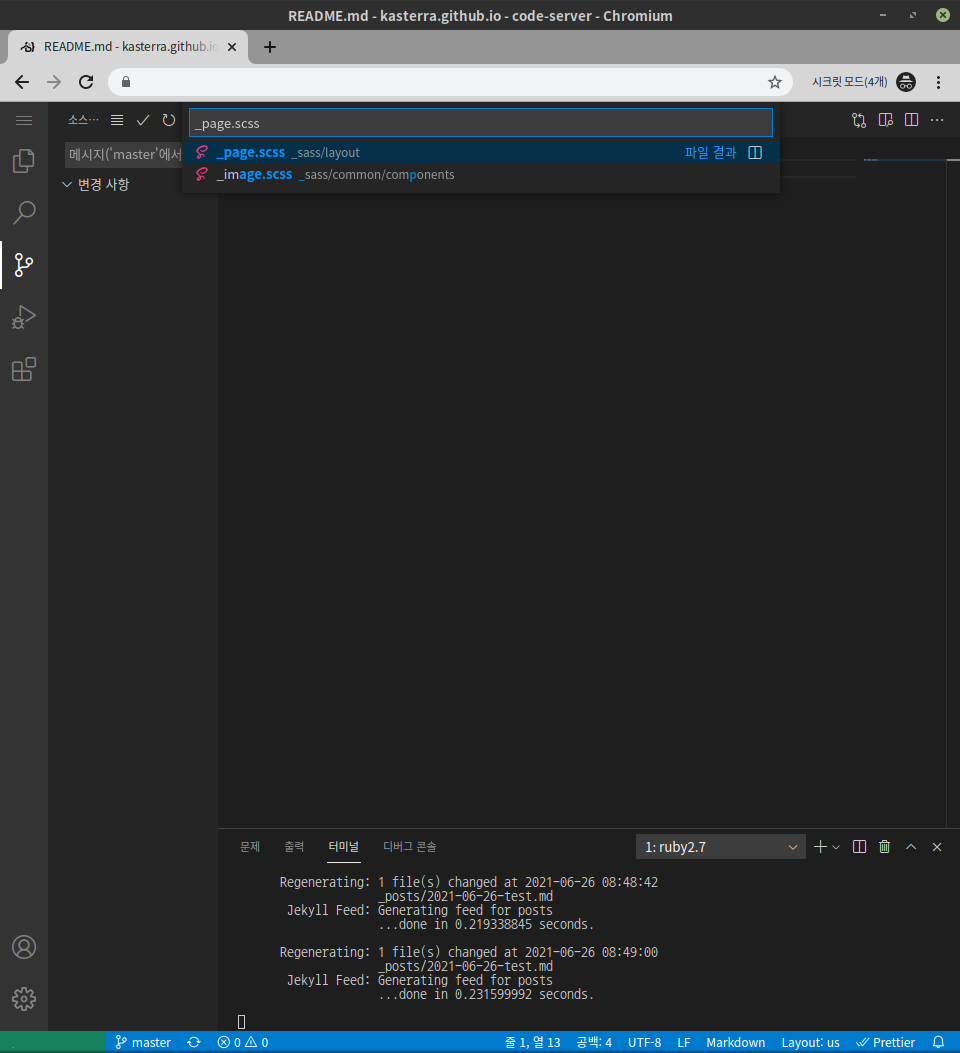 README.md - kasterra.github.io - code-server - Chromium
README.md - kasterra.github.io
시크릿 모드(4개)
소스…
_page.scss
_page.scss _sass/layout 파일 결과
_image.scss _sass/common/components
메시지('master'에서
변경 사항
문제 출력 터미널 디버그 콘솔 1: ruby2.7
Regenerating: 1 file(s) changed at 2021-06-26 08:48:42
_posts/2021-06-26-test.md
Jekyll Feed: Generating feed for posts
...done in 0.219338845 seconds.
Regenerating: 1 file(s) changed at 2021-06-26 08:49:00
_posts/2021-06-26-test.md
Jekyll Feed: Generating feed for posts
...done in 0.231599992 seconds.
master 0 0 줄 1, 열 13 공백: 4 UTF-8 LF Markdown Layout: us Prettier